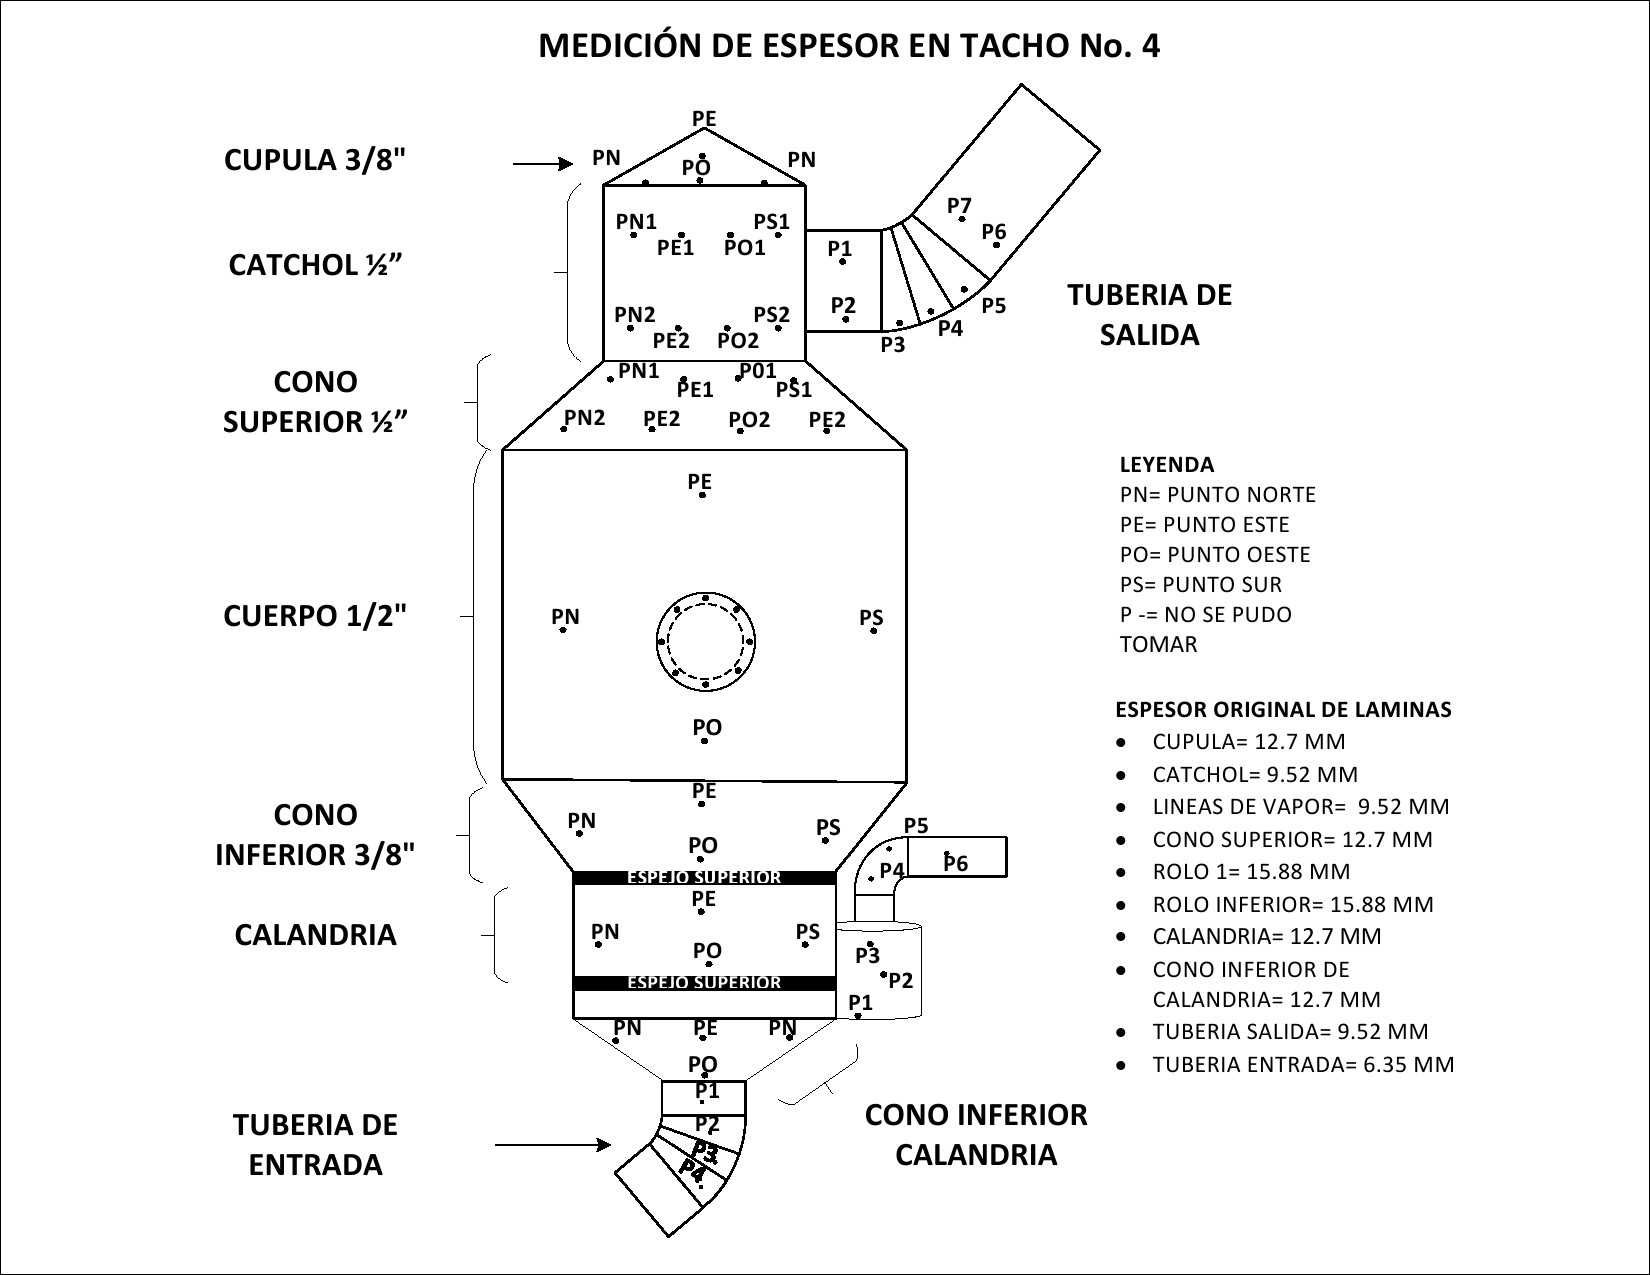 MEDICIÓN DE ESPESOR EN TACHO No. 4
PE
CUPULA 3/8"
PN
PO
PN
CATCHOL ½”
PN1
PS1
PE1
PO1
PN2
PS2
PE2
PO2
P1
P2
P3
P4
P5
P6
P7
TUBERIA DE
SALIDA
CONO
SUPERIOR ½”
PN1
PE1
P01
PS1
PN2
PE2
PO2
PE2
CUERPO 1/2"
PE
PN
PS
PO
LEYENDA
PN= PUNTO NORTE
PE= PUNTO ESTE
PO= PUNTO OESTE
PS= PUNTO SUR
P -= NO SE PUDO
TOMAR
ESPESOR ORIGINAL DE LAMINAS
● CUPULA= 12.7 MM
● CATCHOL= 9.52 MM
● LINEAS DE VAPOR= 9.52 MM
● CONO SUPERIOR= 12.7 MM
● ROLO 1= 15.88 MM
● ROLO INFERIOR= 15.88 MM
● CALANDRIA= 12.7 MM
● CONO INFERIOR DE
CALANDRIA= 12.7 MM
● TUBERIA SALIDA= 9.52 MM
● TUBERIA ENTRADA= 6.35 MM
CONO
INFERIOR 3/8"
PE
PN
PS
PO
ESPEJO SUPERIOR
CALANDRIA
PE
PN
PS
PO
ESPEJO SUPERIOR
P5
P4
P6
P3
P2
P1
PN
PE
PN
PO
CONO INFERIOR
CALANDRIA
TUBERIA DE
ENTRADA
P1
P2
P3
P4